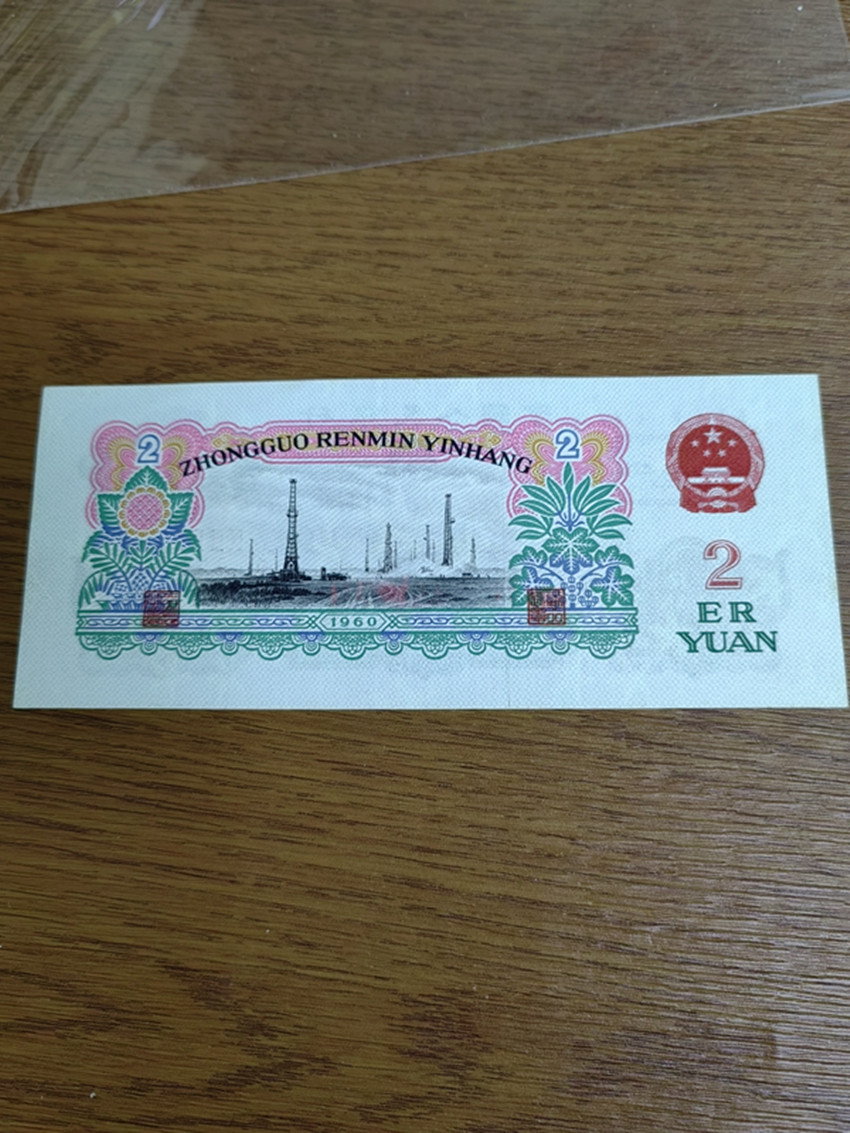 2
ZHONGGUO RENMIN YINHANG
2
1960
2
ER
YUAN